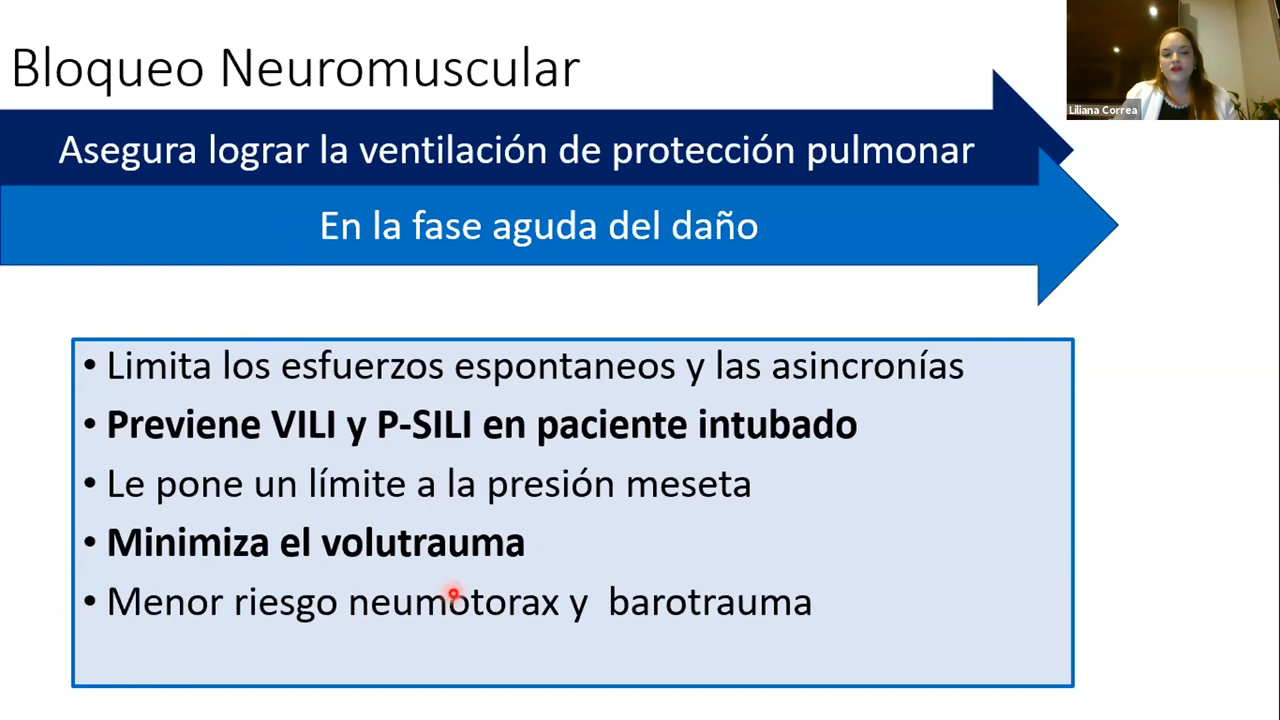 Bloqueo Neuromuscular
Liliana Correa
Asegura lograr la ventilación de protección pulmonar
En la fase aguda del daño
• Limita los esfuerzos espontaneos y las asincronías
• Previene VILI y P-SILI en paciente intubado
• Le pone un límite a la presión meseta
• Minimiza el volutrauma
• Menor riesgo neumotorax y  barotrauma